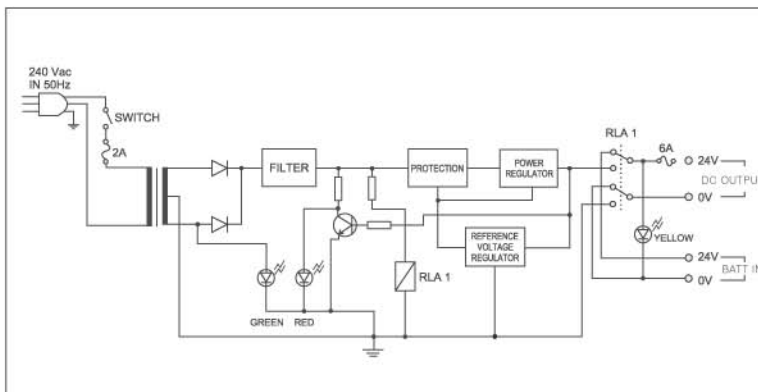 240 Vac
IN 50Hz
SWITCH
2A
FILTER
PROTECTION
POWER
REGULATOR
REFERENCE
VOLTAGE
REGULATOR
RLA 1
GREEN
RED
RLA 1
6A
24V
DC OUTPU
0V
YELLOW
24V
BATT IN
0V